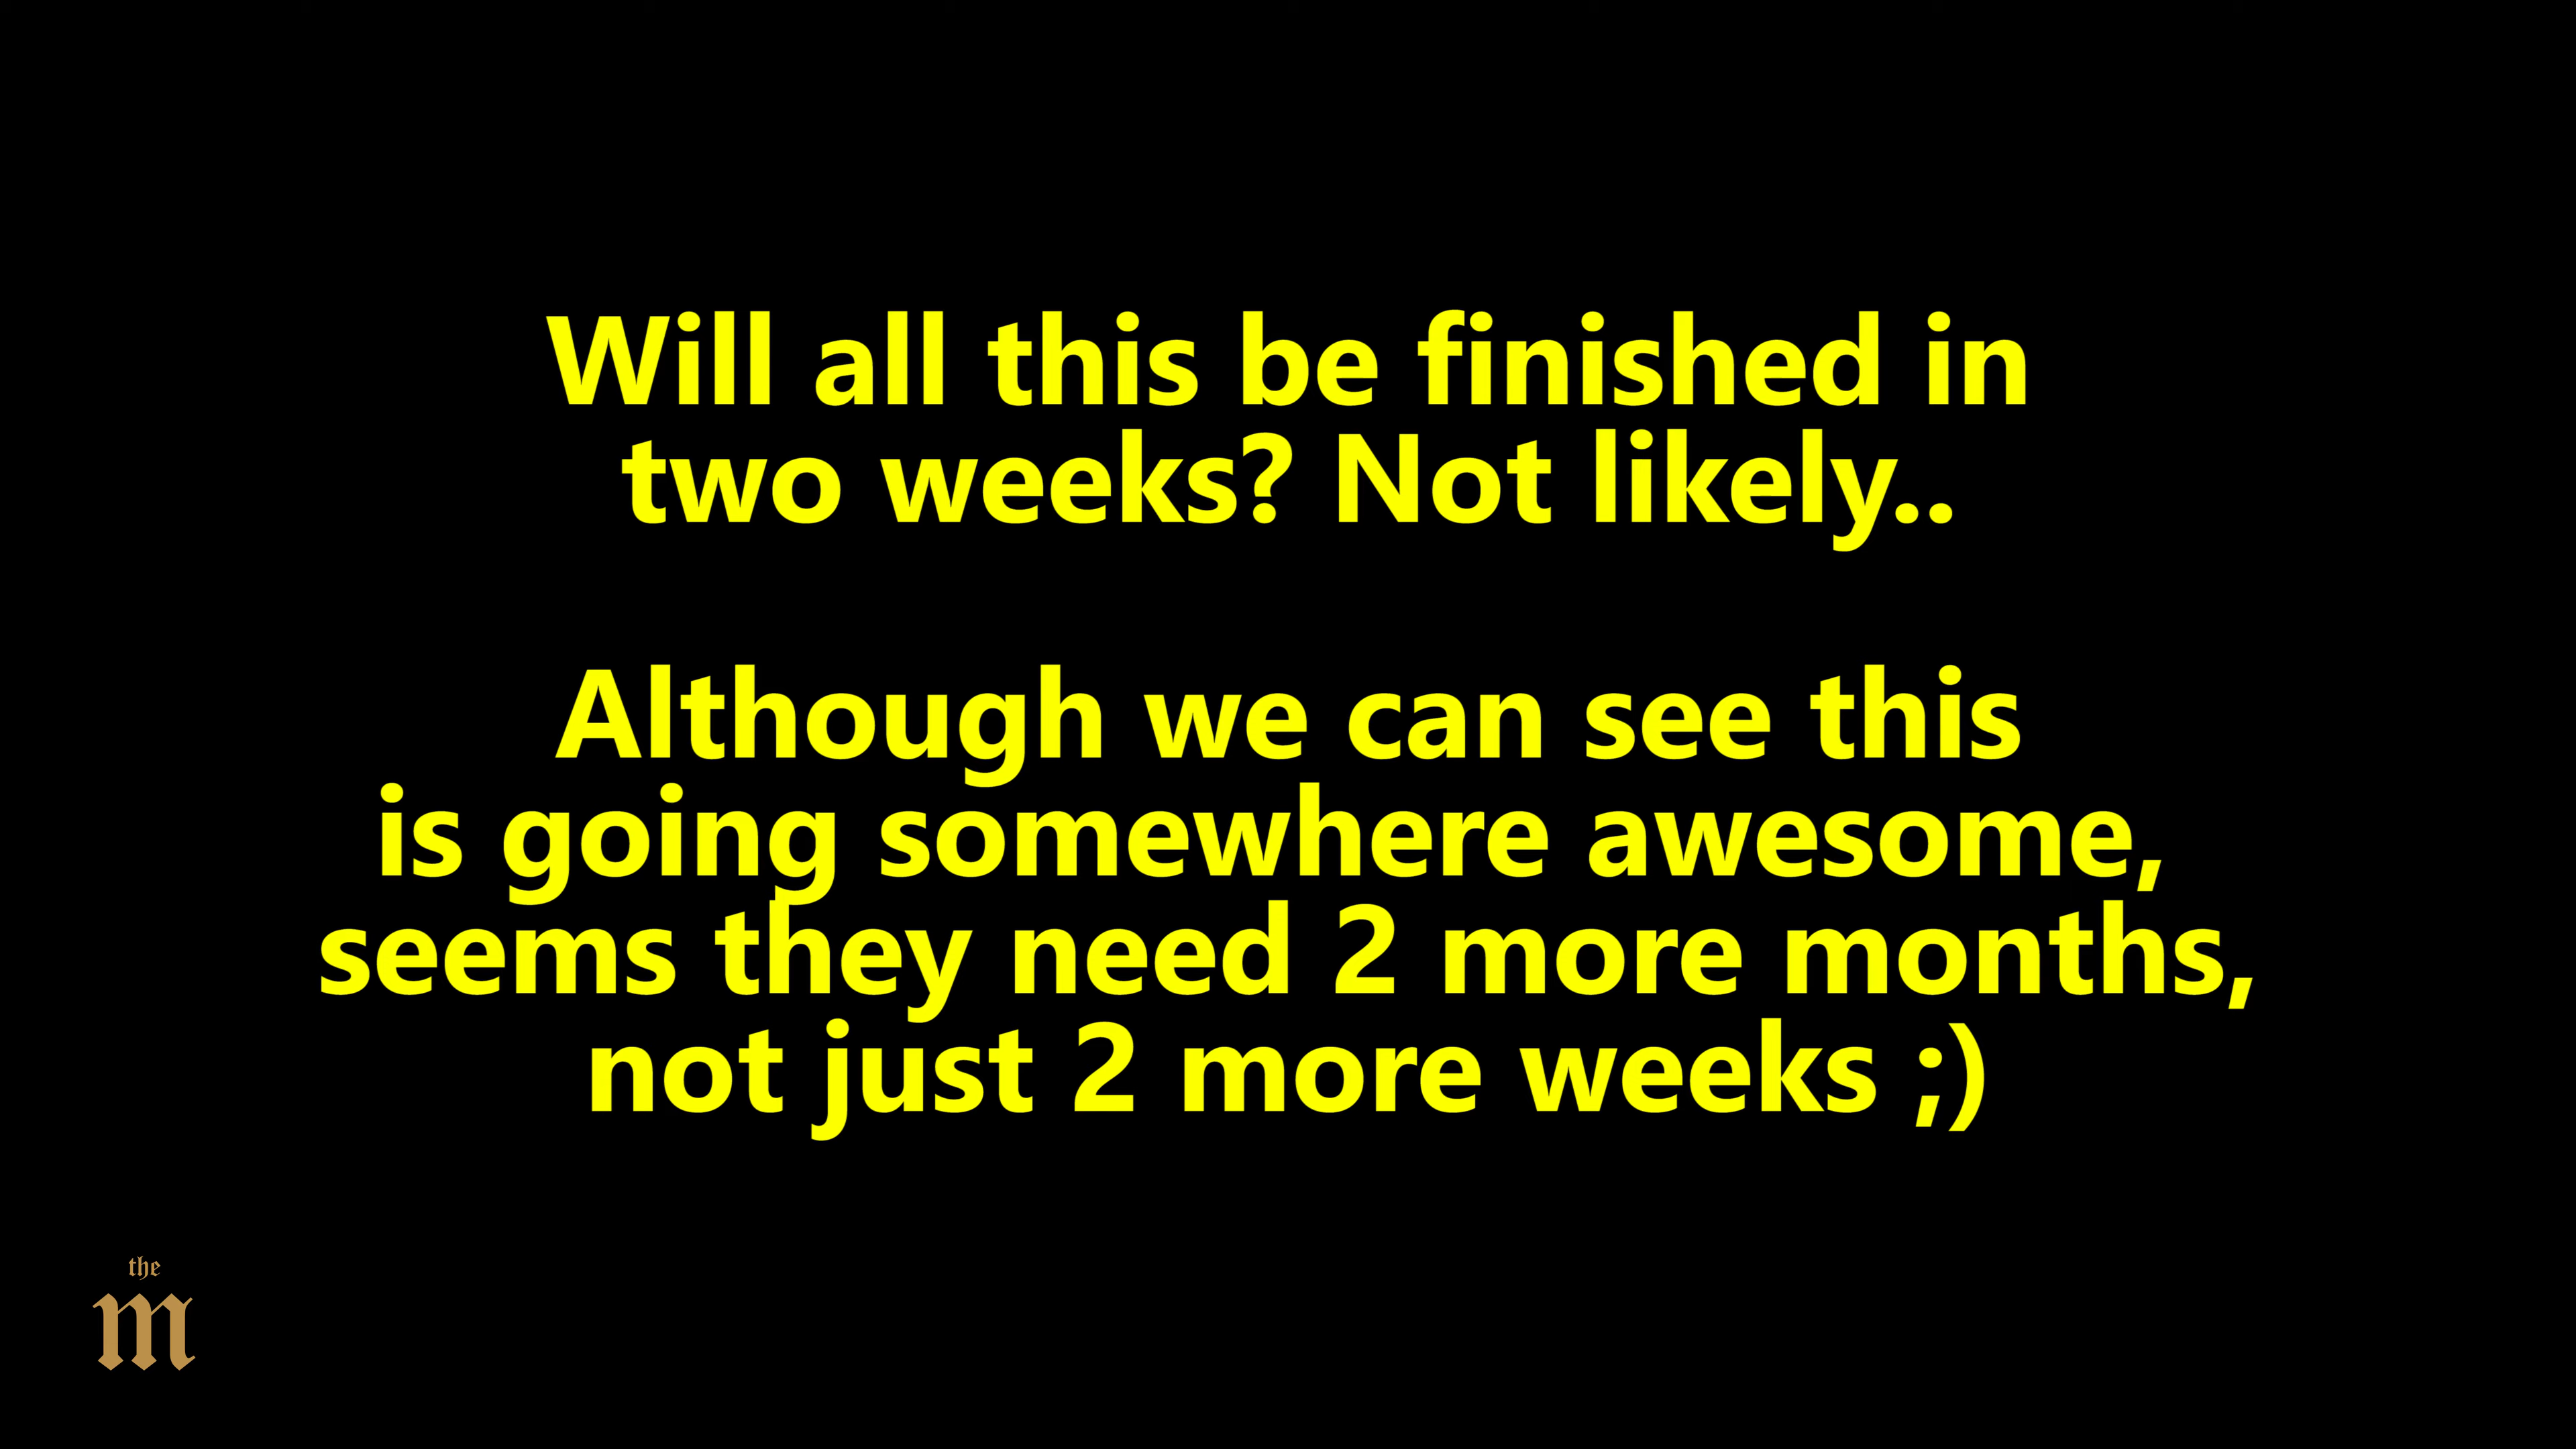 Will all this be finished in
two weeks? Not likely..
Although we can see this
is going somewhere awesome,
seems they need 2 more months,
not just 2 more weeks ;)
the
m